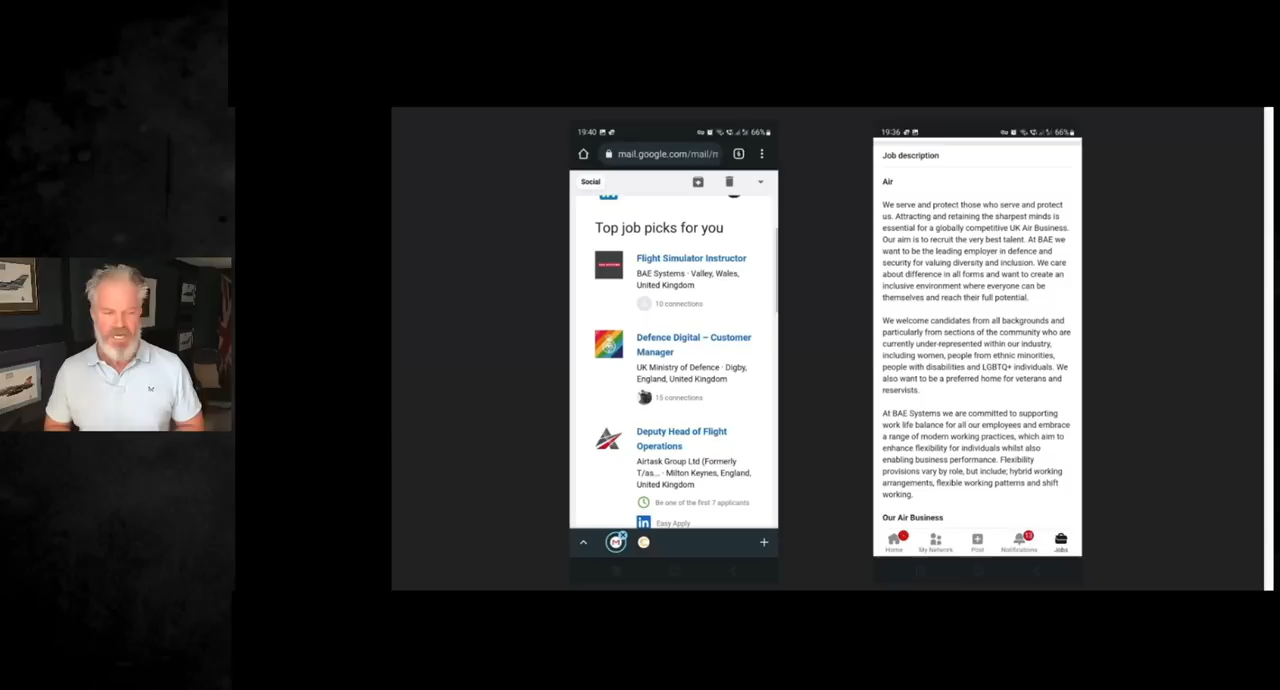 19:40
66%
mail.google.com/mail/
6
Social
Top job picks for you
Flight Simulator Instructor
BAE Systems · Valley, Wales,
United Kingdom
10 connections
Defence Digital – Customer
Manager
UK Ministry of Defence · Digby,
England, United Kingdom
15 connections
Deputy Head of Flight
Operations
Airtask Group Ltd (Formerly
T/as... · Milton Keynes, England,
United Kingdom
Be one of the first 7 applicants
in Easy Apply
19:36
66%
Job description
Air
We serve and protect those who serve and protect
us. Attracting and retaining the sharpest minds is
essential for a globally competitive UK Air Business.
Our aim is to recruit the very best talent. At BAE we
want to be the leading employer in defence and
security for valuing diversity and inclusion. We care
about difference in all forms and want to create an
inclusive environment where everyone can be
themselves and reach their full potential.
We welcome candidates from all backgrounds and
particularly from sections of the community who are
currently under-represented within our industry,
including women, people from ethnic minorities,
people with disabilities and LGBTQ+ individuals. We
also want to be a preferred home for veterans and
reservists.
At BAE Systems we are committed to supporting
work life balance for all our employees and embrace
a range of modern working practices, which aim to
enhance flexibility for individuals whilst also
enabling business performance. Flexibility
provisions vary by role, but include; hybrid working
arrangements, flexible working patterns and shift
working.
Our Air Business
13
Home
My Network
Post
Notifications
Jobs